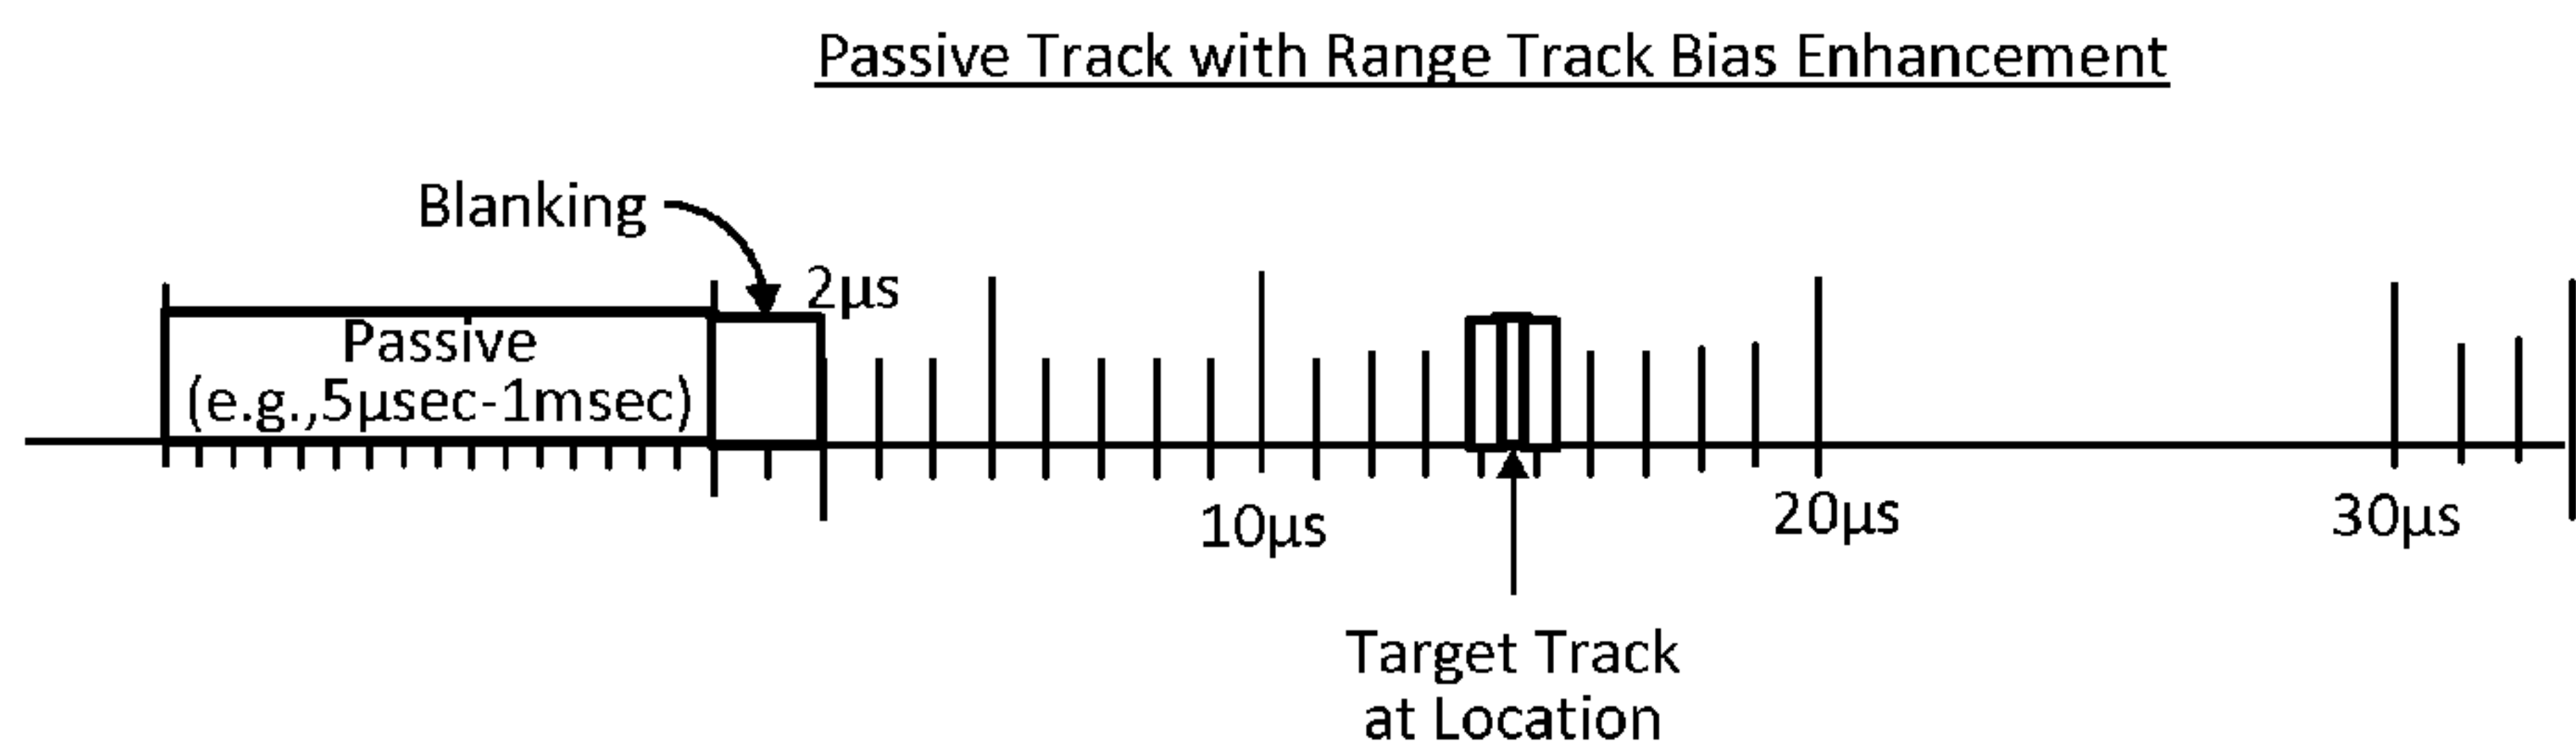 Passive Track with Range Track Bias Enhancement
Blanking
2µs
Passive
(e.g.,5µsec-1msec)
10µs
20µs
30µs
Target Track
at Location